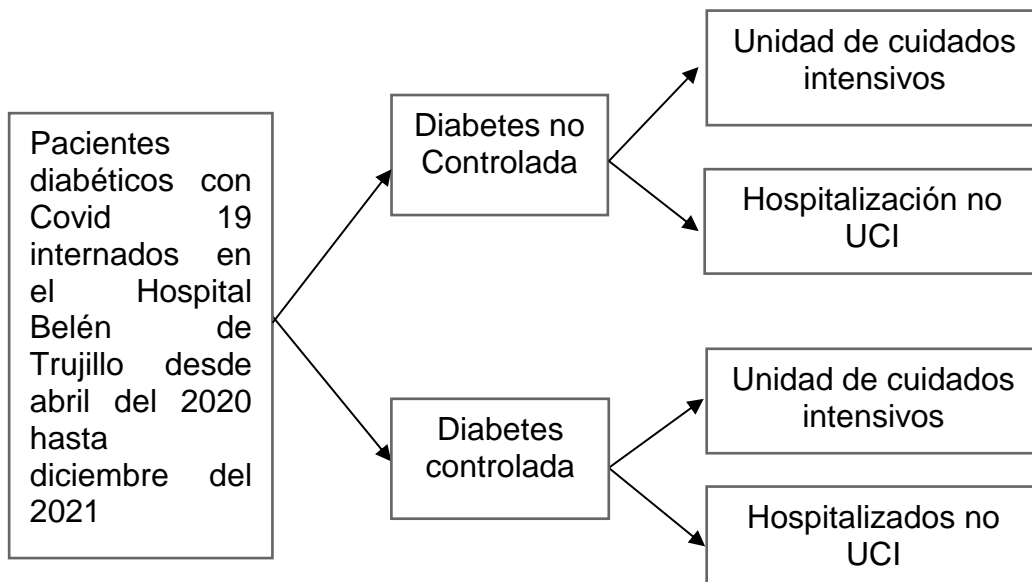 Pacientes
diabéticos con
Covid 19
internados en
el Hospital
Belén de
Trujillo desde
abril del 2020
hasta
diciembre del
2021
Diabetes no
Controlada
Unidad de cuidados
intensivos
Hospitalización no
UCI
Diabetes
controlada
Unidad de cuidados
intensivos
Hospitalizados no
UCI